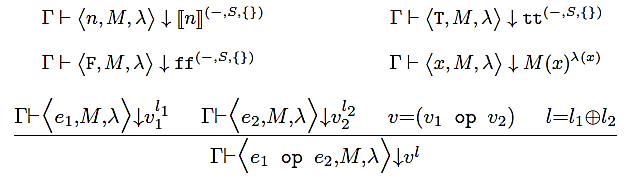 Γ ⊢ ⟨n, M, λ⟩ ↓ ⟦n⟧^(−,S,{}) Γ ⊢ ⟨T, M, λ⟩ ↓ tt^(−,S,{})
Γ ⊢ ⟨F, M, λ⟩ ↓ ff^(−,S,{}) Γ ⊢ ⟨x, M, λ⟩ ↓ M(x)^λ(x)
Γ⊢⟨e₁,M,λ⟩↓v₁^l₁ Γ⊢⟨e₂,M,λ⟩↓v₂^l₂ v=(v₁ op v₂) l=l₁⊕l₂
Γ⊢⟨e₁ op e₂,M,λ⟩↓v^l